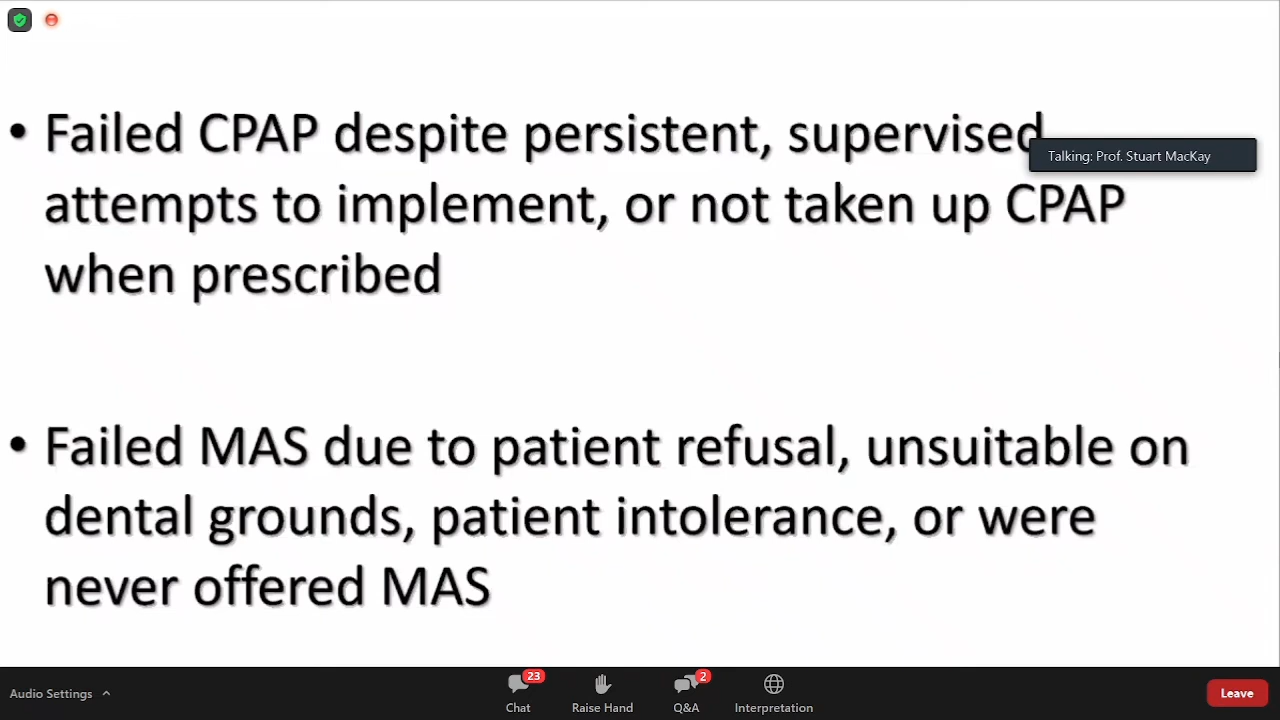 • Failed CPAP despite persistent, supervised
Talking: Prof. Stuart MacKay
attempts to implement, or not taken up CPAP
when prescribed
• Failed MAS due to patient refusal, unsuitable on
dental grounds, patient intolerance, or were
never offered MAS
23
2
Audio Settings
Chat
Raise Hand
Q&A
Interpretation
Leave